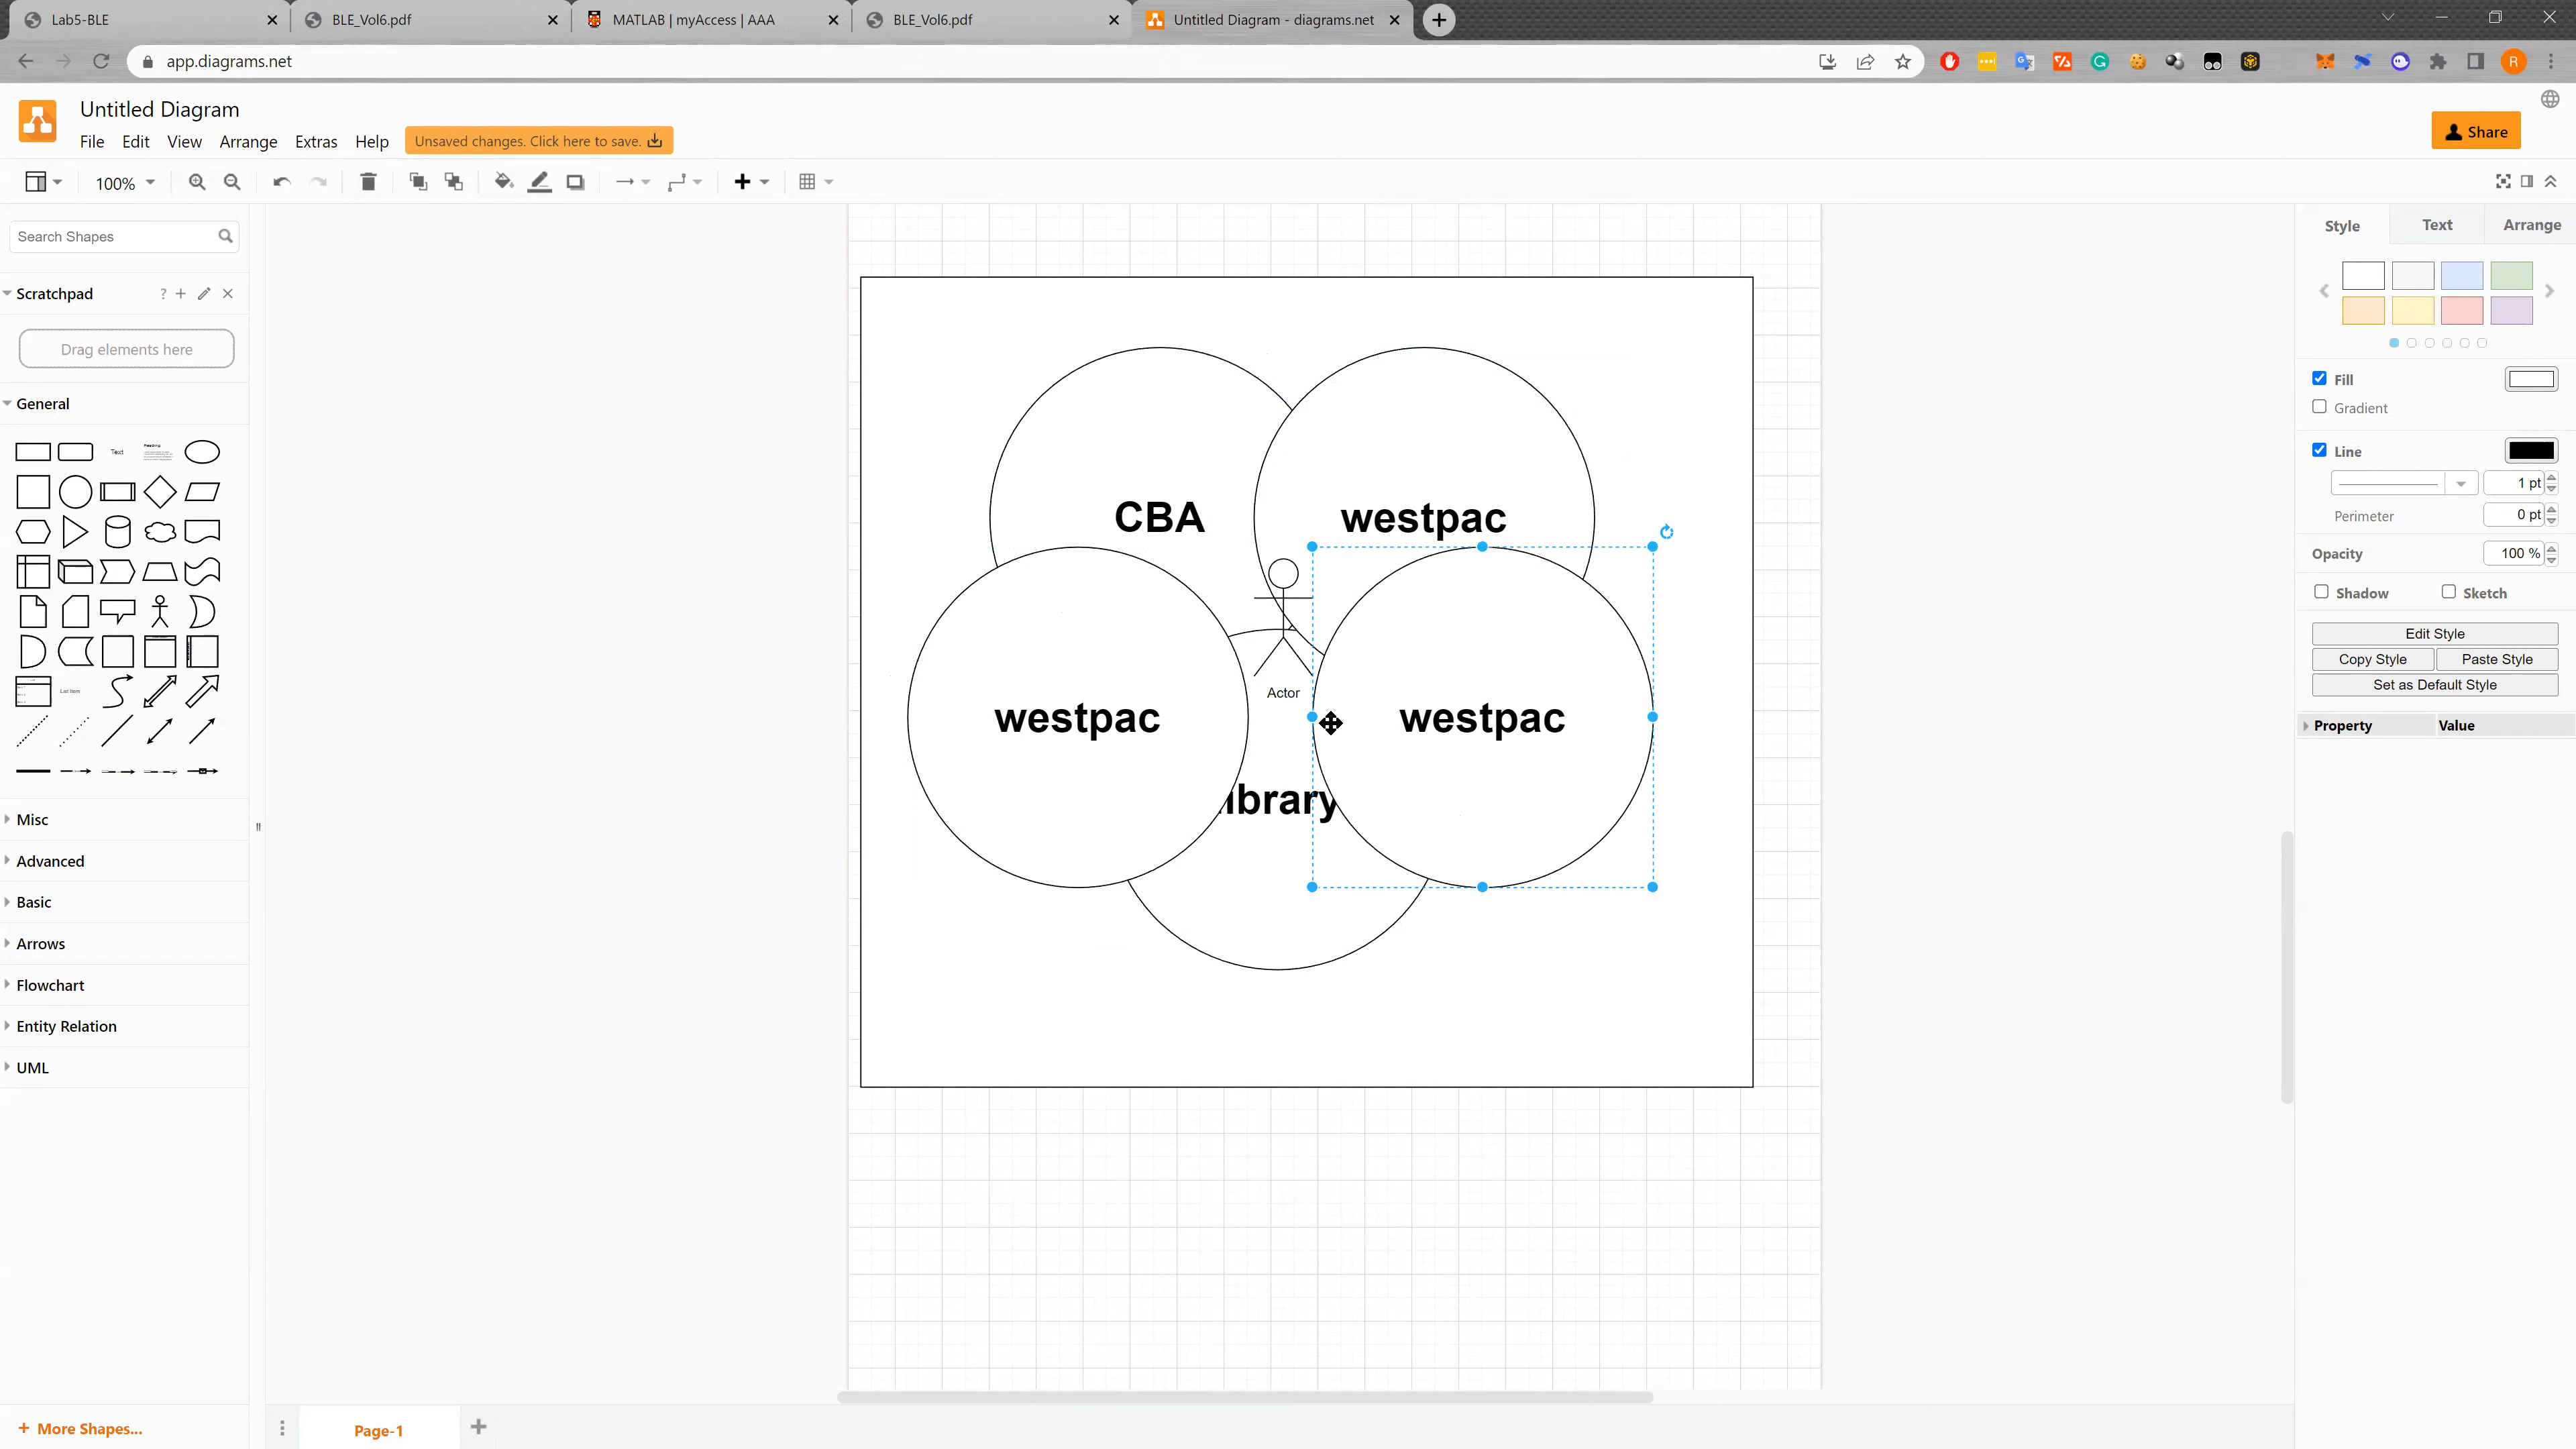 Lab5-BLE
BLE_Vol6.pdf
MATLAB | myAccess | AAA
BLE_Vol6.pdf
Untitled Diagram - diagrams.net
app.diagrams.net
R
Untitled Diagram
File Edit View Arrange Extras Help
Unsaved changes. Click here to save.
Share
100%
Search Shapes
Scratchpad
?
Drag elements here
General
Text
Heading
List Item
Misc
Advanced
Basic
Arrows
Flowchart
Entity Relation
UML
+ More Shapes...
CBA
westpac
Actor
westpac
westpac
ibrary
Page-1
Style Text Arrange
Fill
Gradient
Line
1 pt
Perimeter
0 pt
Opacity
100 %
Shadow
Sketch
Edit Style
Copy Style
Paste Style
Set as Default Style
Property
Value